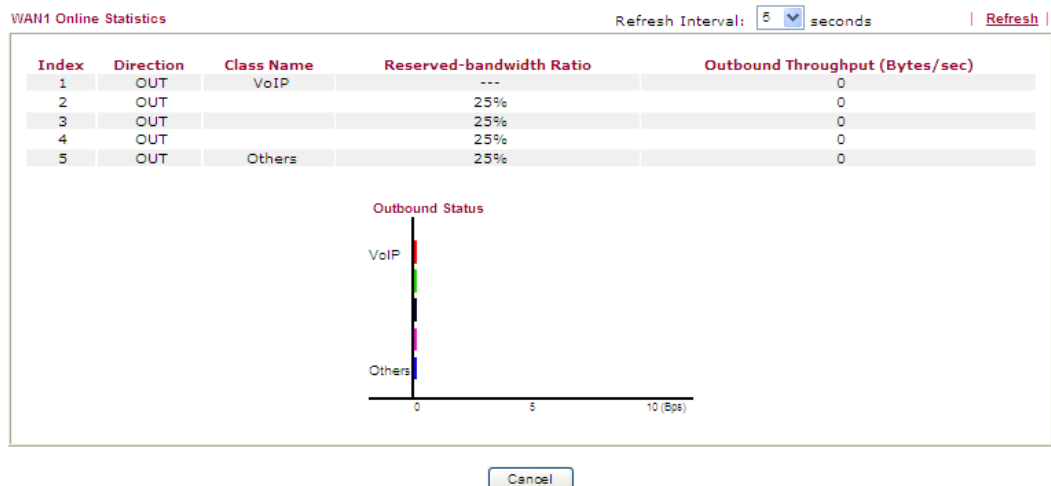 WAN1 Online Statistics Refresh Interval: 5 seconds | Refresh |
Index Direction Class Name Reserved-bandwidth Ratio Outbound Throughput (Bytes/sec)
1 OUT VoIP --- 0
2 OUT 25% 0
3 OUT 25% 0
4 OUT 25% 0
5 OUT Others 25% 0
Outbound Status
VoIP
Others
0 5 10 (Bps)
Cancel